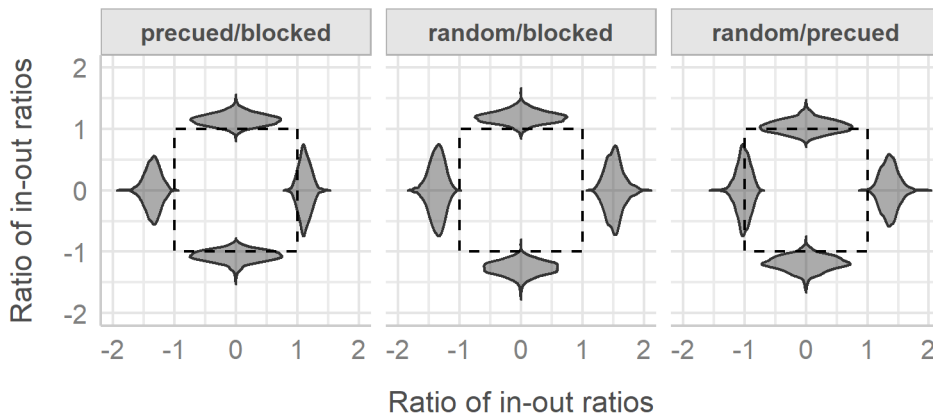 precued/blocked random/blocked random/precued
Ratio of in-out ratios
2
1
0
-1
-2
-2 -1 0 1 2 -2 -1 0 1 2 -2 -1 0 1 2
Ratio of in-out ratios